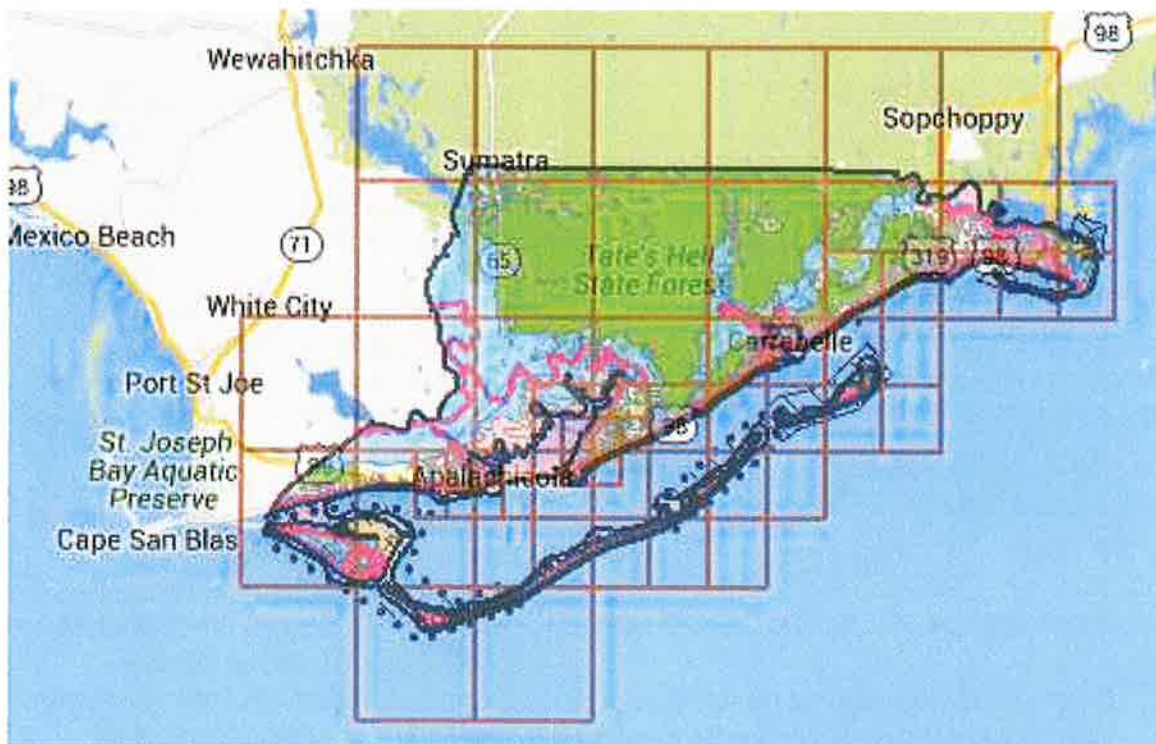 98
Wewahitchka
Sopchoppy
Sumatra
98
Mexico Beach
71
65
Tate's Hell
State Forest
319
98
White City
Carrabelle
Port St Joe
St. Joseph
Bay Aquatic
Preserve
98
Apalachicola
Cape San Blas